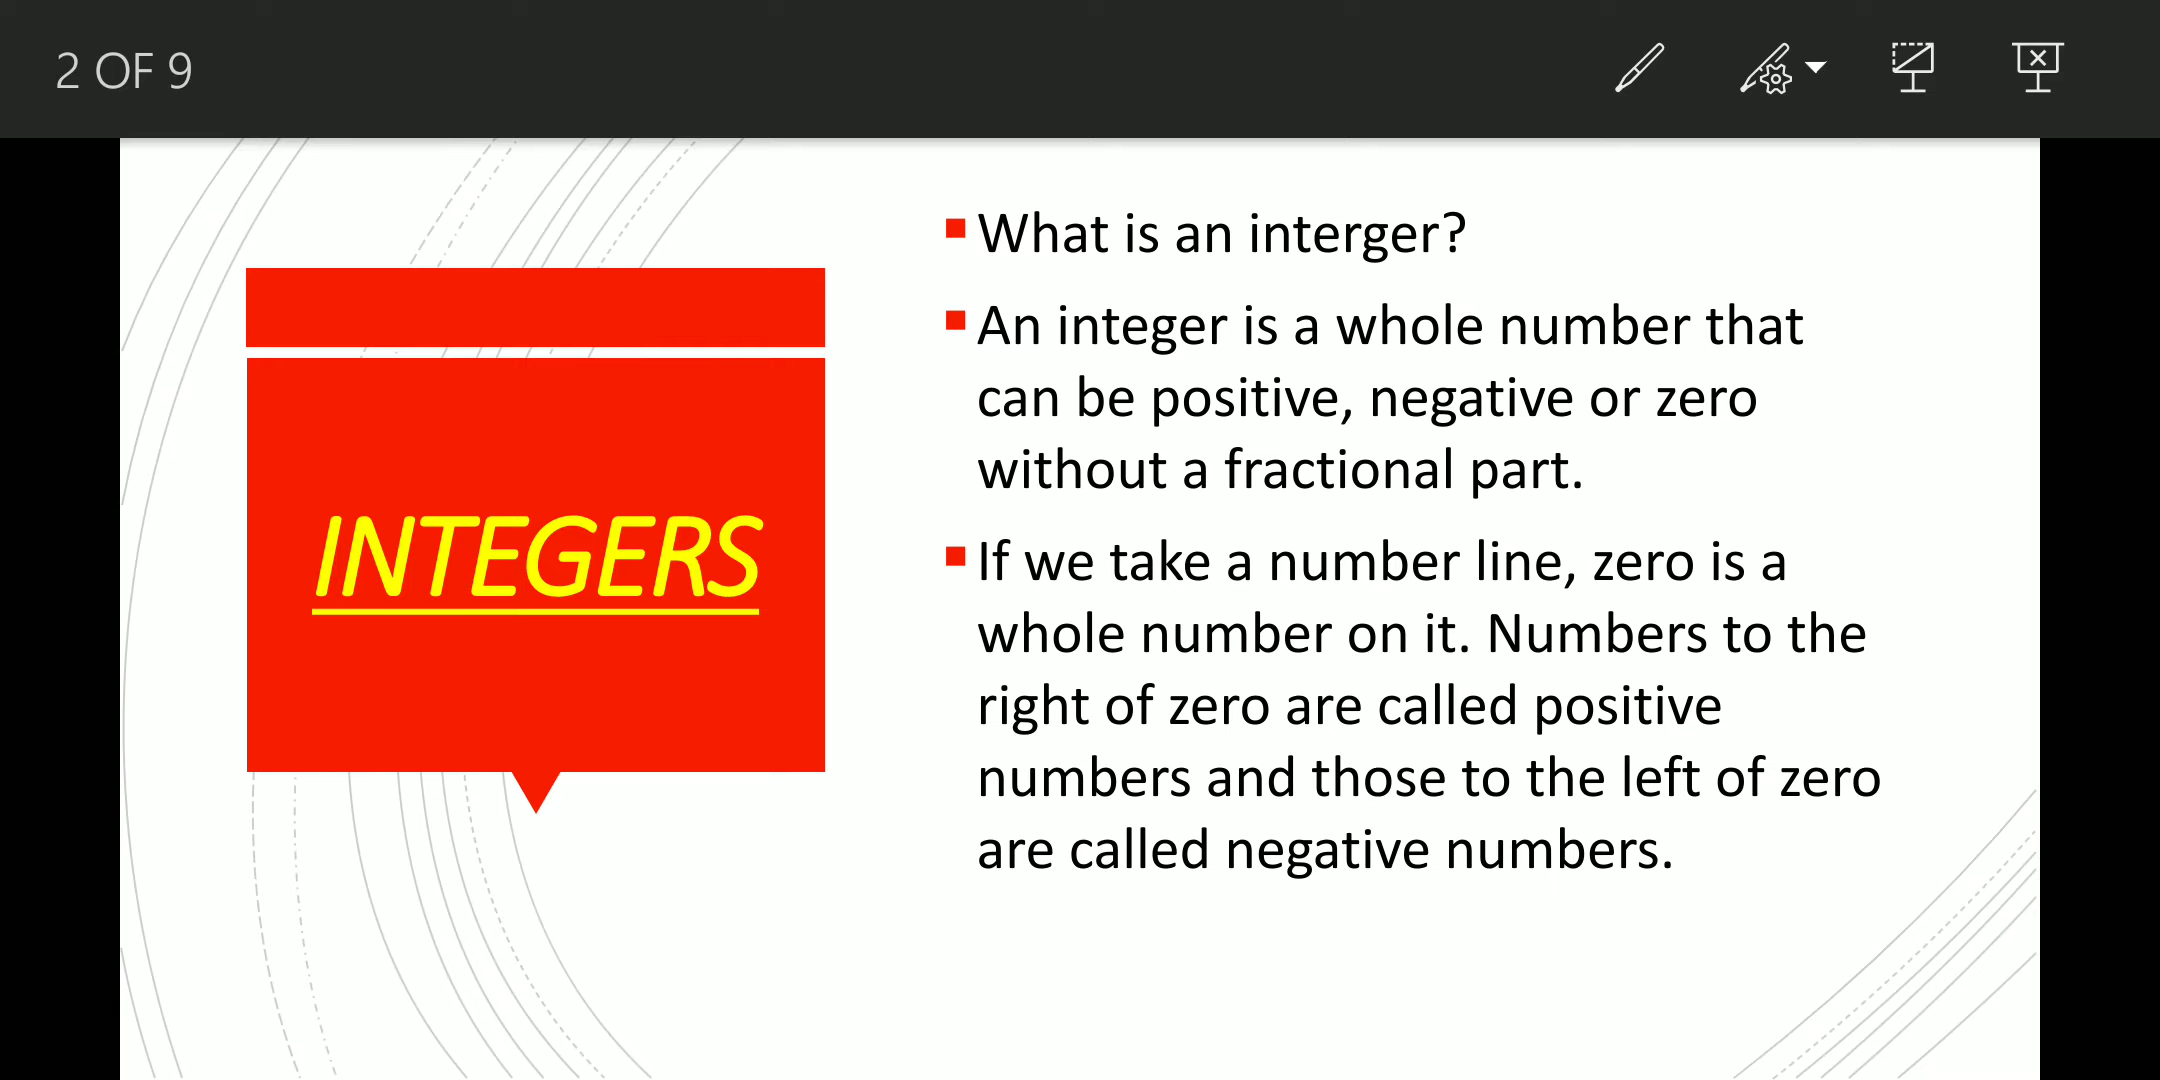 2 OF 9
INTEGERS
What is an interger?
An integer is a whole number that
can be positive, negative or zero
without a fractional part.
If we take a number line, zero is a
whole number on it. Numbers to the
right of zero are called positive
numbers and those to the left of zero
are called negative numbers.